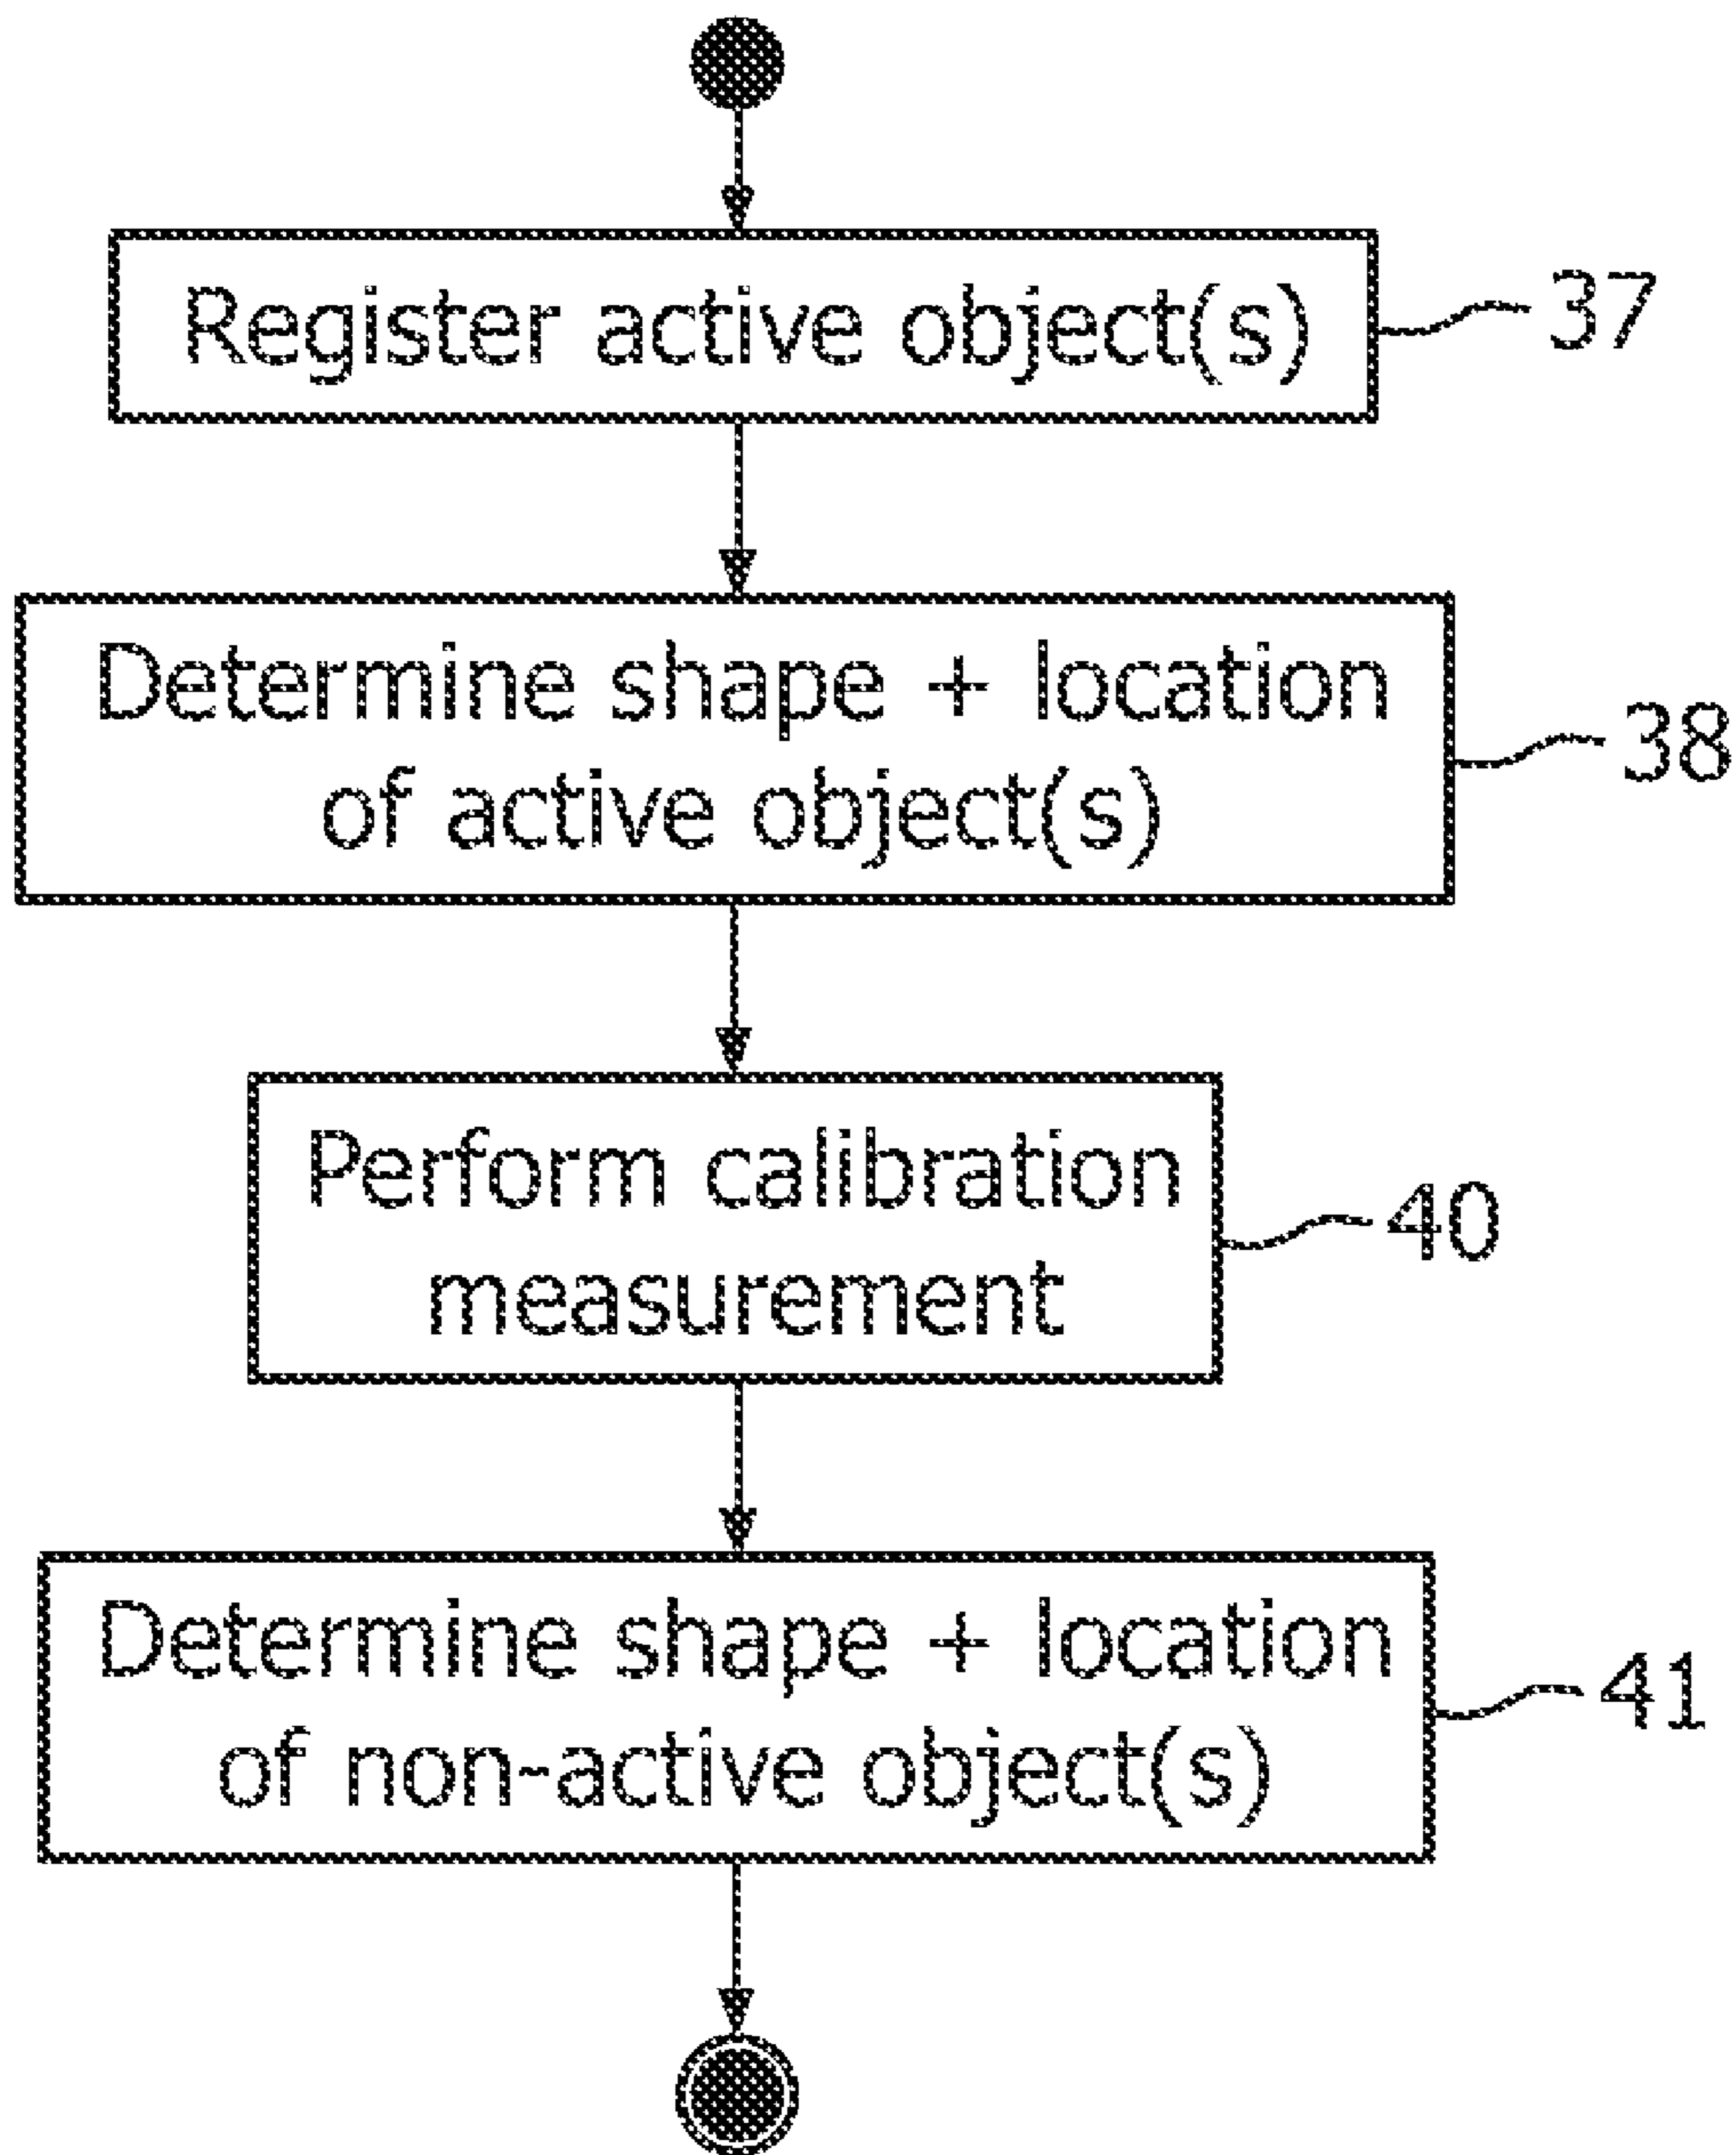 Register active object(s)
37
Determine shape + location
of active object(s)
38
Perform calibration
measurement
40
Determine shape + location
of non-active object(s)
41